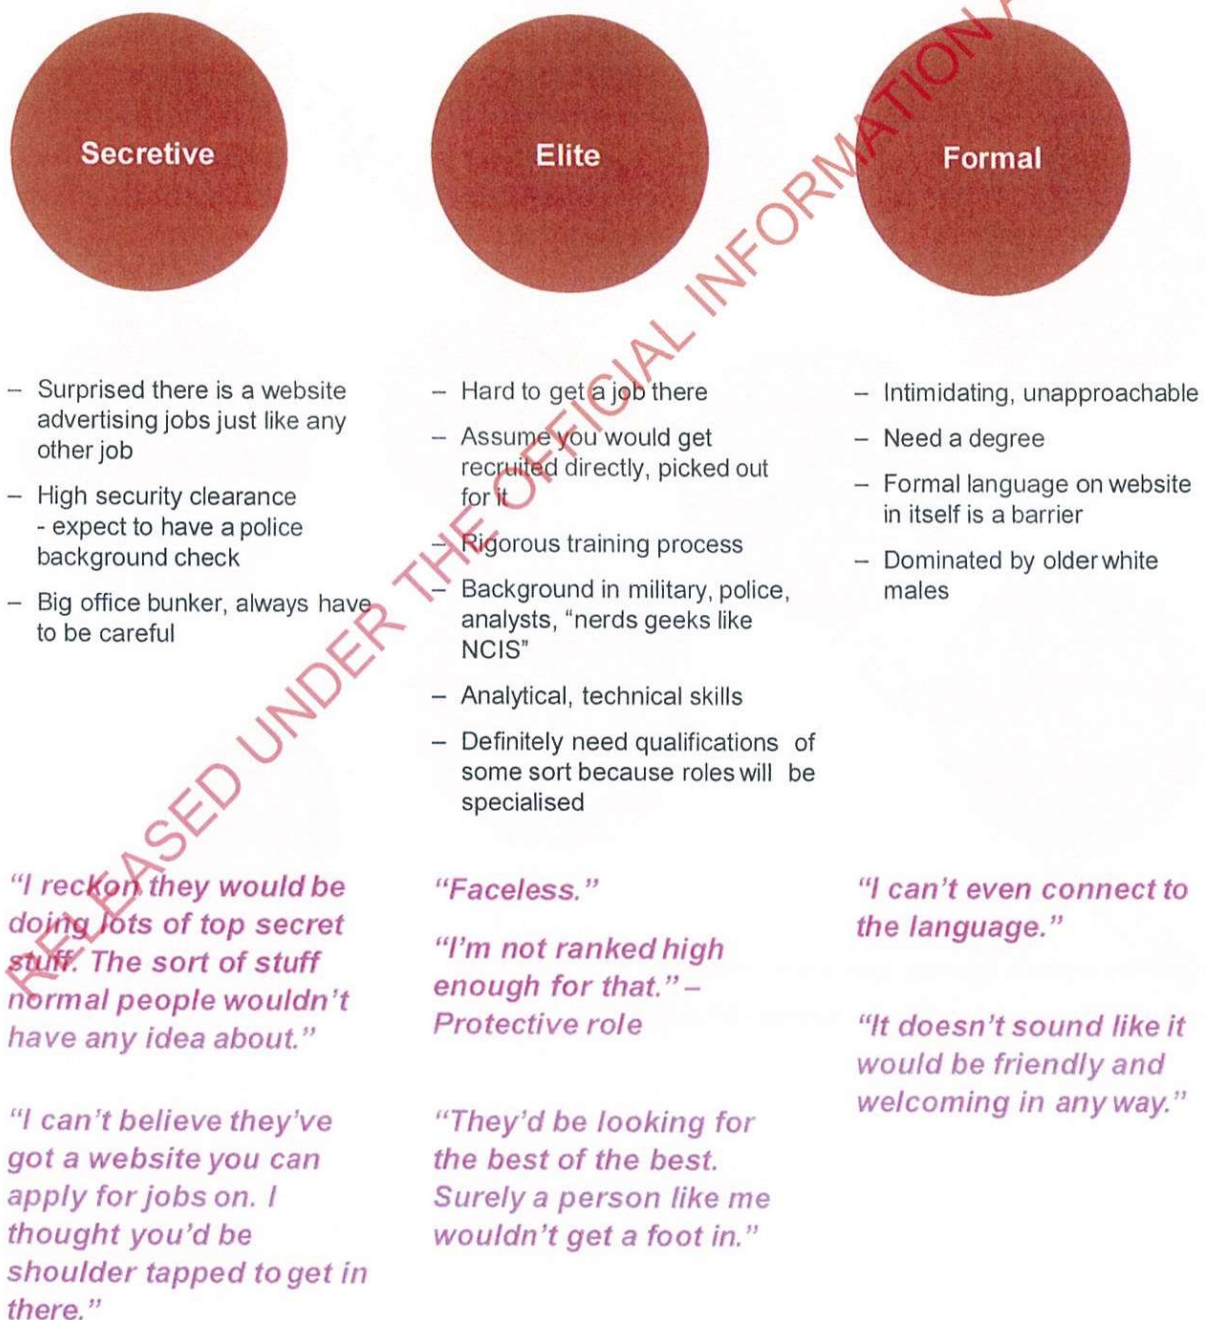 Secretive
– Surprised there is a website
advertising jobs just like any
other job
– High security clearance
- expect to have a police
background check
– Big office bunker, always have
to be careful
“I reckon they would be
doing lots of top secret
stuff. The sort of stuff
normal people wouldn’t
have any idea about.”
“I can’t believe they’ve
got a website you can
apply for jobs on. I
thought you’d be
shoulder tapped to get in
there.”
Elite
– Hard to get a job there
– Assume you would get
recruited directly, picked out
for it
– Rigorous training process
– Background in military, police,
analysts, “nerds geeks like
NCIS”
– Analytical, technical skills
– Definitely need qualifications of
some sort because roles will be
specialised
“Faceless.”
“I’m not ranked high
enough for that.” –
Protective role
“They’d be looking for
the best of the best.
Surely a person like me
wouldn’t get a foot in.”
Formal
– Intimidating, unapproachable
– Need a degree
– Formal language on website
in itself is a barrier
– Dominated by older white
males
“I can’t even connect to
the language.”
“It doesn’t sound like it
would be friendly and
welcoming in any way.”
RELEASED UNDER THE OFFICIAL INFORMATION